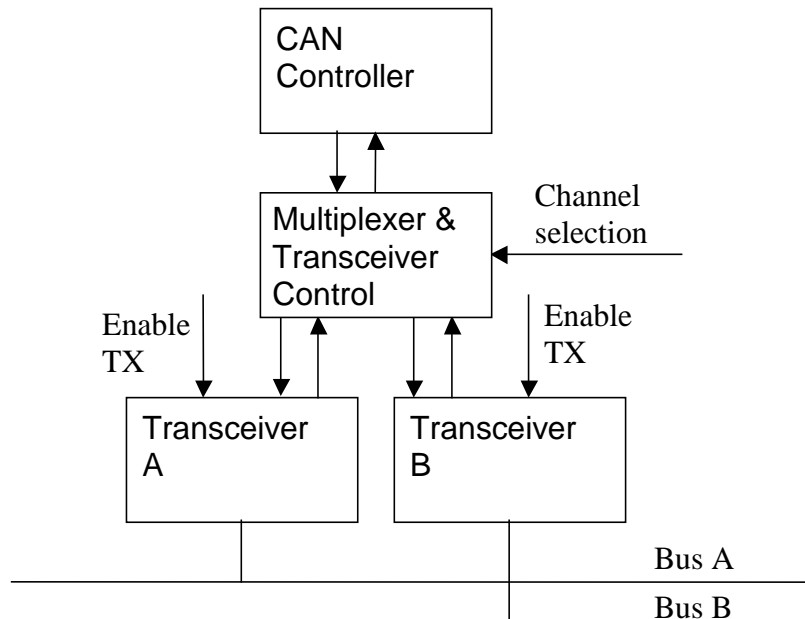 CAN
Controller
Multiplexer &
Transceiver
Control
Channel
selection
Enable
TX
Enable
TX
Transceiver
A
Transceiver
B
Bus A
Bus B